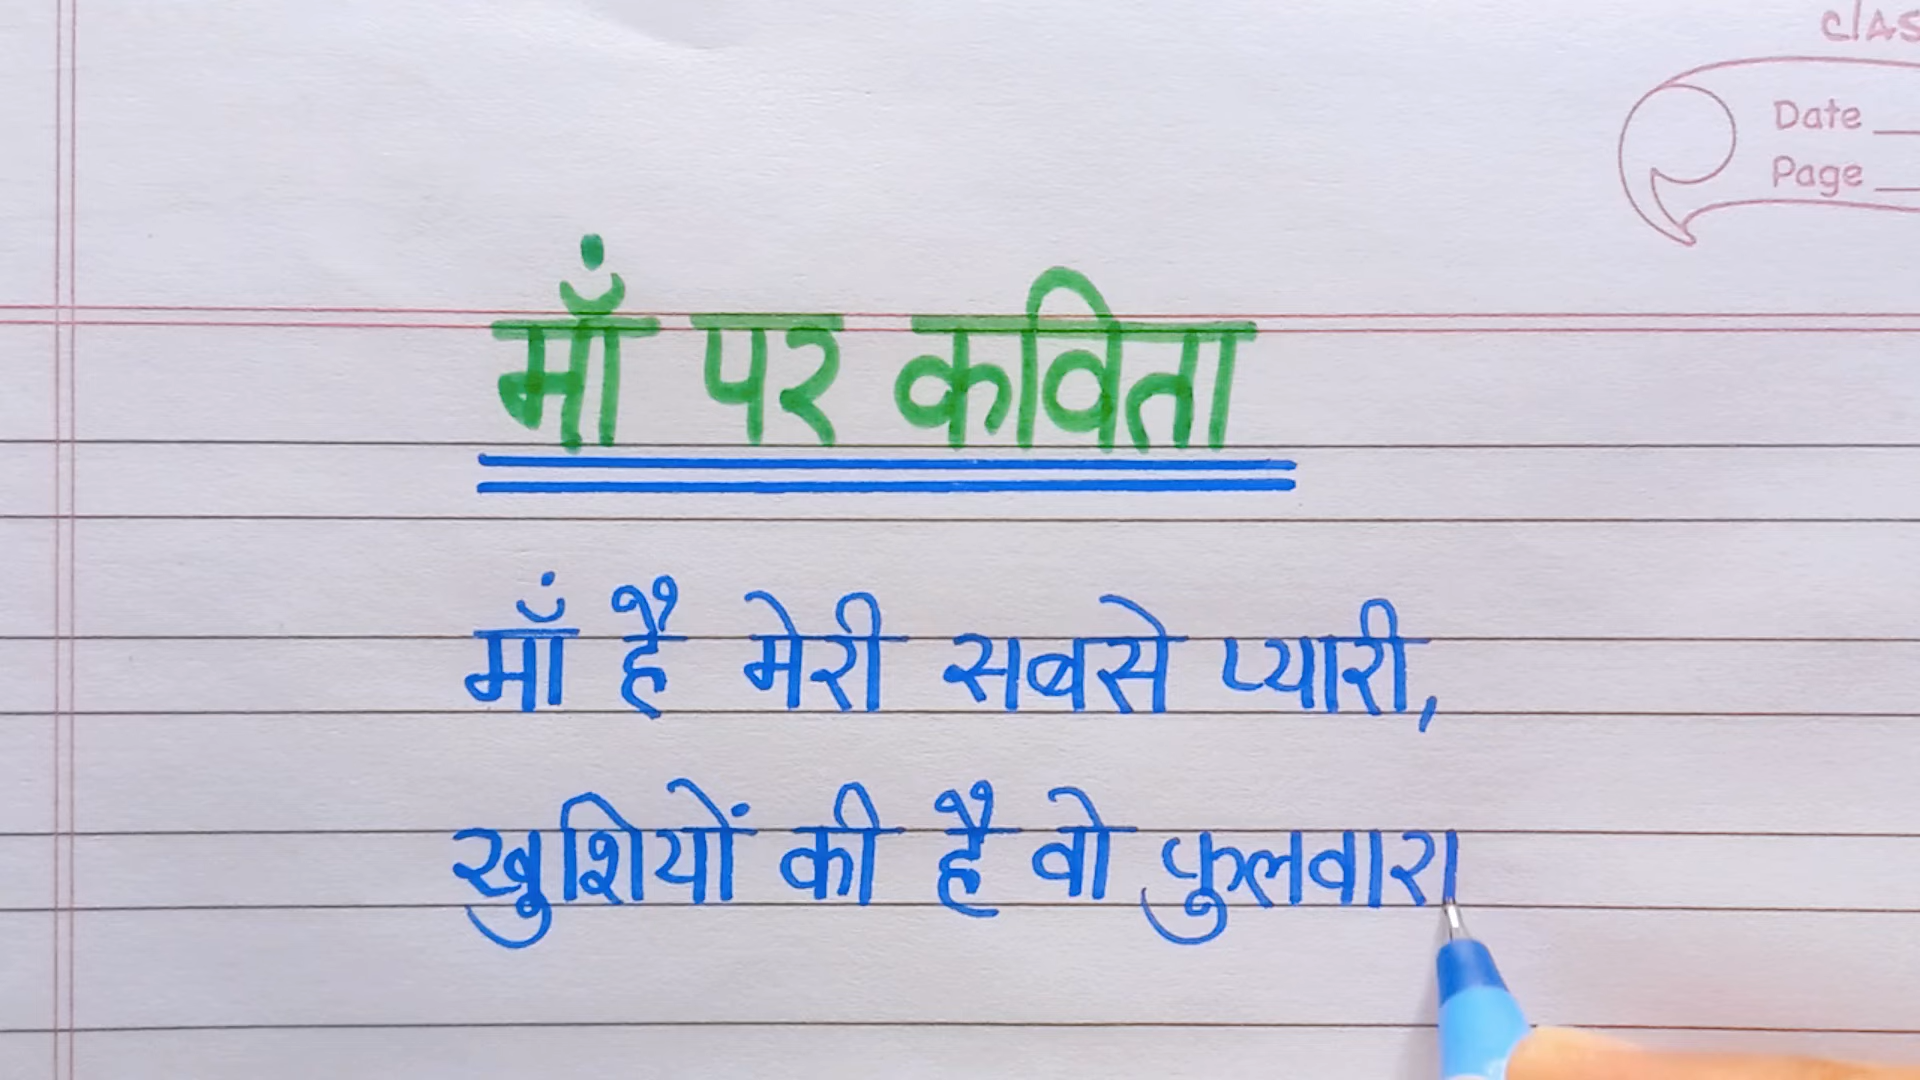 clAS
Date
Page
माँ पर कविता
माँ है मेरी सबसे प्यारी,
खुशियों की है वो फुलवारा